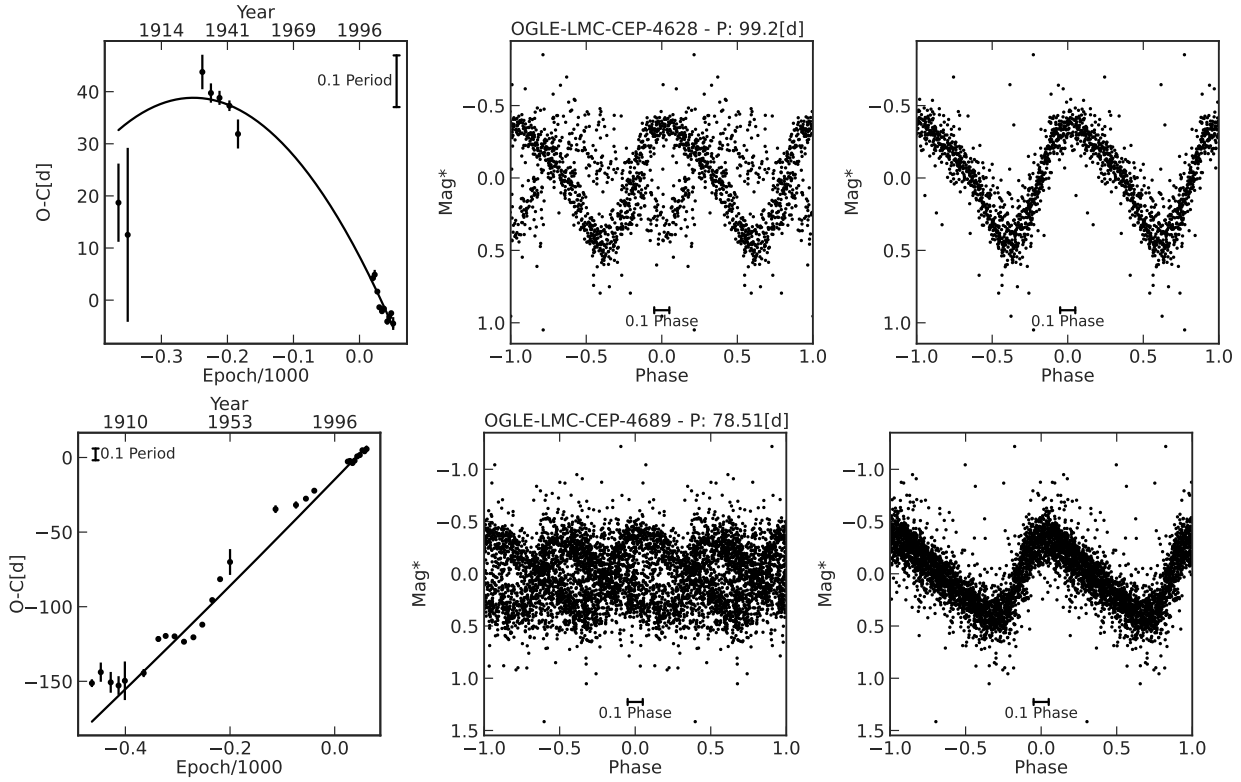 Year
1914 1941 1969 1996
O-C[d]
40
30
20
10
0
0.1 Period
−0.3 −0.2 −0.1 0.0
Epoch/1000
OGLE-LMC-CEP-4628 - P: 99.2[d]
Mag*
−0.5
0.0
0.5
1.0
0.1 Phase
−1.0 −0.5 0.0 0.5 1.0
Phase
Mag*
−0.5
0.0
0.5
1.0
0.1 Phase
−1.0 −0.5 0.0 0.5 1.0
Phase
Year
1910 1953 1996
O-C[d]
0
−50
−100
−150
0.1 Period
−0.4 −0.2 0.0
Epoch/1000
OGLE-LMC-CEP-4689 - P: 78.51[d]
Mag*
−1.0
−0.5
0.0
0.5
1.0
1.5
0.1 Phase
−1.0 −0.5 0.0 0.5 1.0
Phase
Mag*
−1.0
−0.5
0.0
0.5
1.0
1.5
0.1 Phase
−1.0 −0.5 0.0 0.5 1.0
Phase